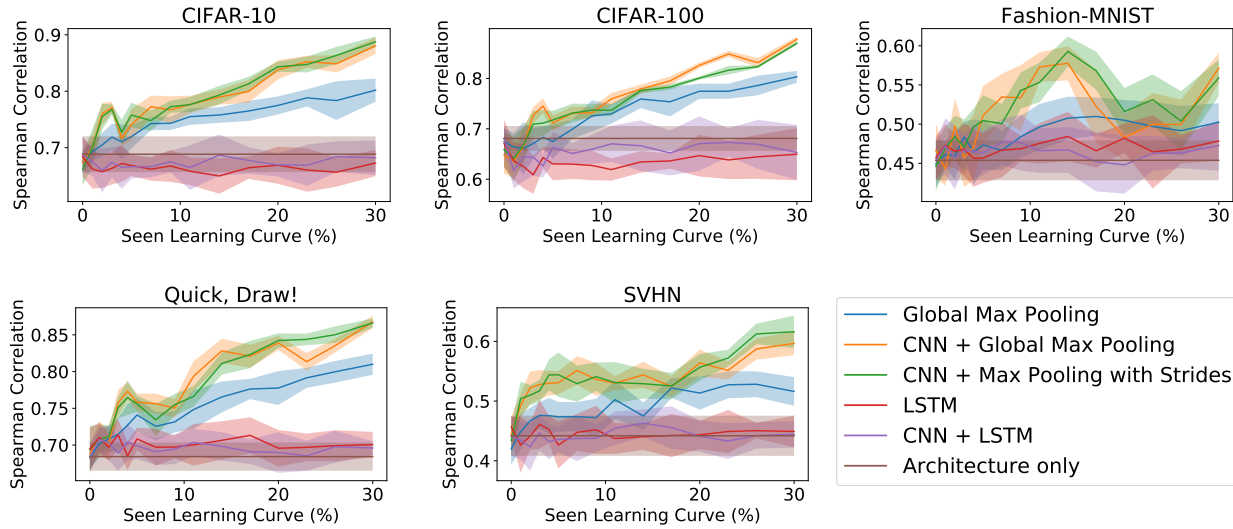 CIFAR-10
Spearman Correlation
0.9
0.8
0.7
0
10
20
30
Seen Learning Curve (%)
CIFAR-100
Spearman Correlation
0.8
0.7
0.6
0
10
20
30
Seen Learning Curve (%)
Fashion-MNIST
Spearman Correlation
0.60
0.55
0.50
0.45
0
10
20
30
Seen Learning Curve (%)
Quick, Draw!
Spearman Correlation
0.85
0.80
0.75
0.70
0
10
20
30
Seen Learning Curve (%)
SVHN
Spearman Correlation
0.6
0.5
0.4
0
10
20
30
Seen Learning Curve (%)
Global Max Pooling
CNN + Global Max Pooling
CNN + Max Pooling with Strides
LSTM
CNN + LSTM
Architecture only